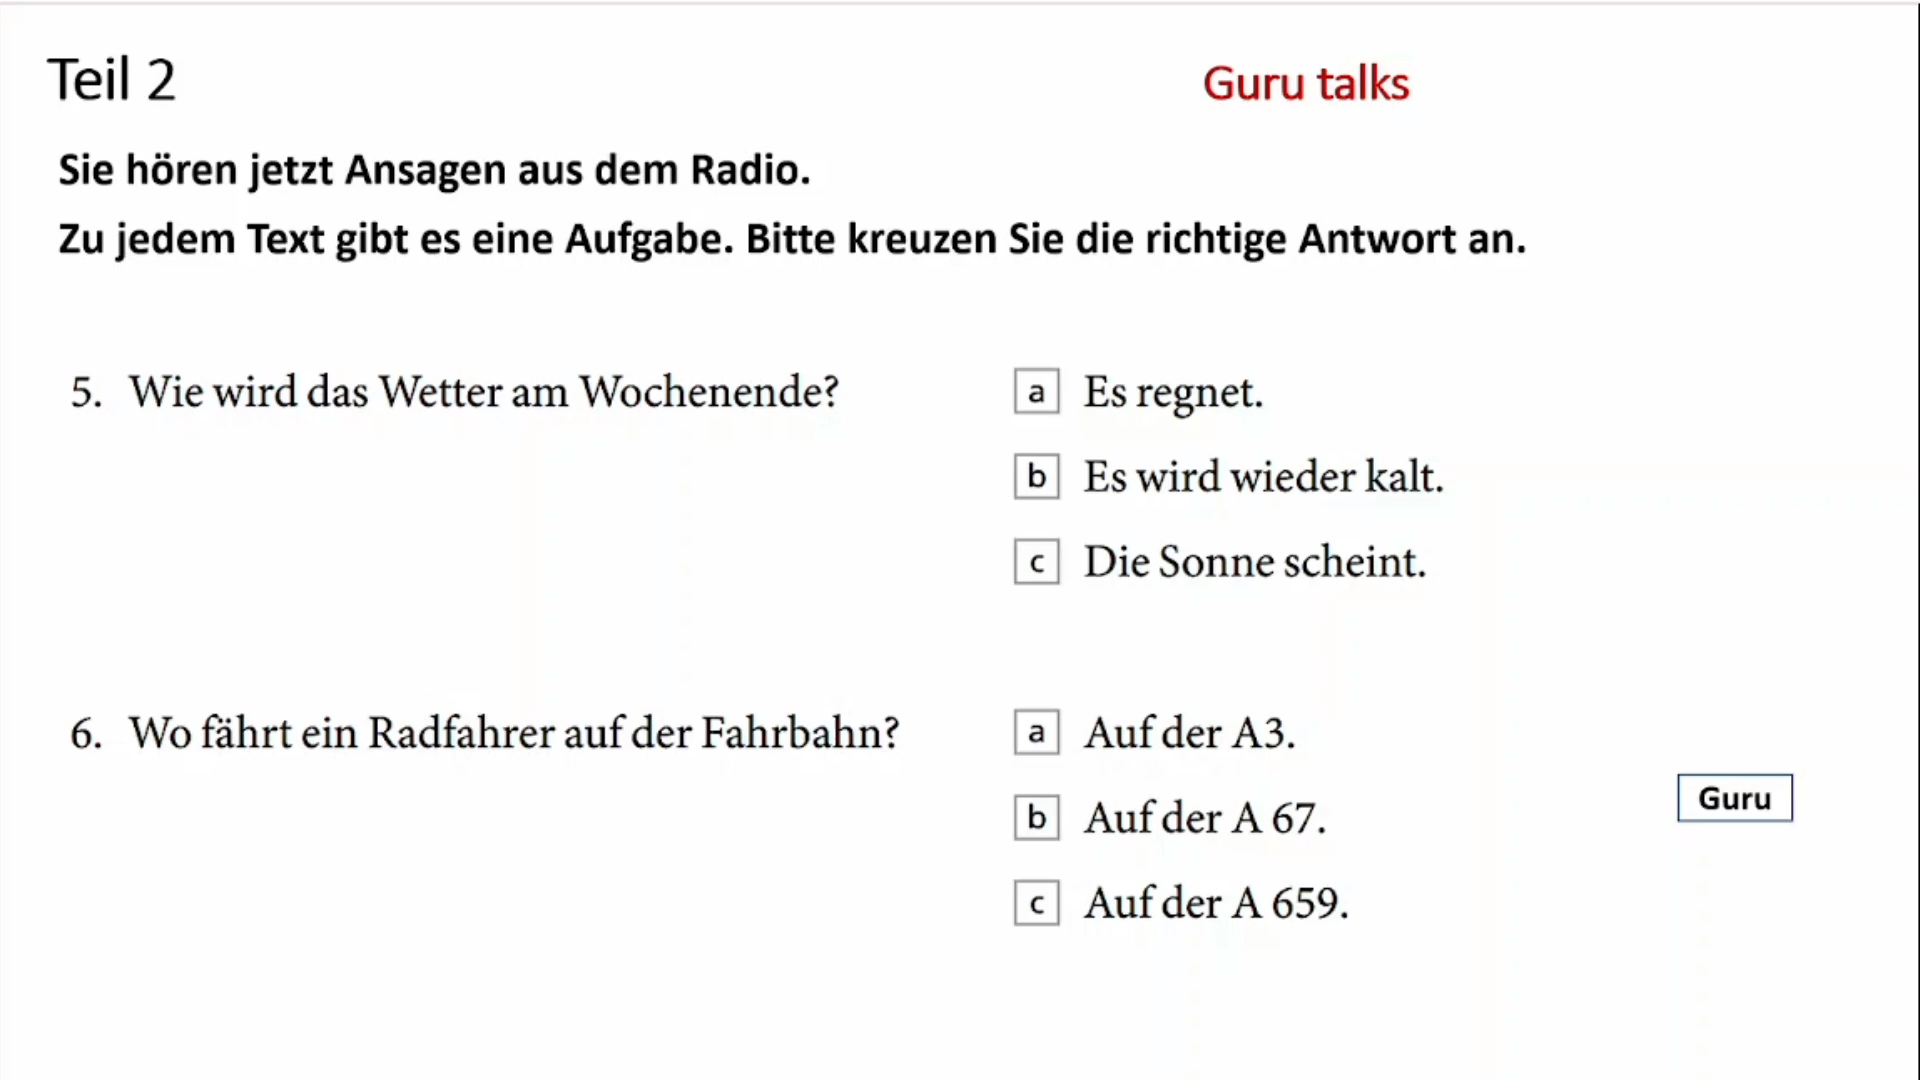 Teil 2
Guru talks
Sie hören jetzt Ansagen aus dem Radio.
Zu jedem Text gibt es eine Aufgabe. Bitte kreuzen Sie die richtige Antwort an.
5. Wie wird das Wetter am Wochenende?
a Es regnet.
b Es wird wieder kalt.
c Die Sonne scheint.
6. Wo fährt ein Radfahrer auf der Fahrbahn?
a Auf der A3.
b Auf der A 67.
c Auf der A 659.
Guru